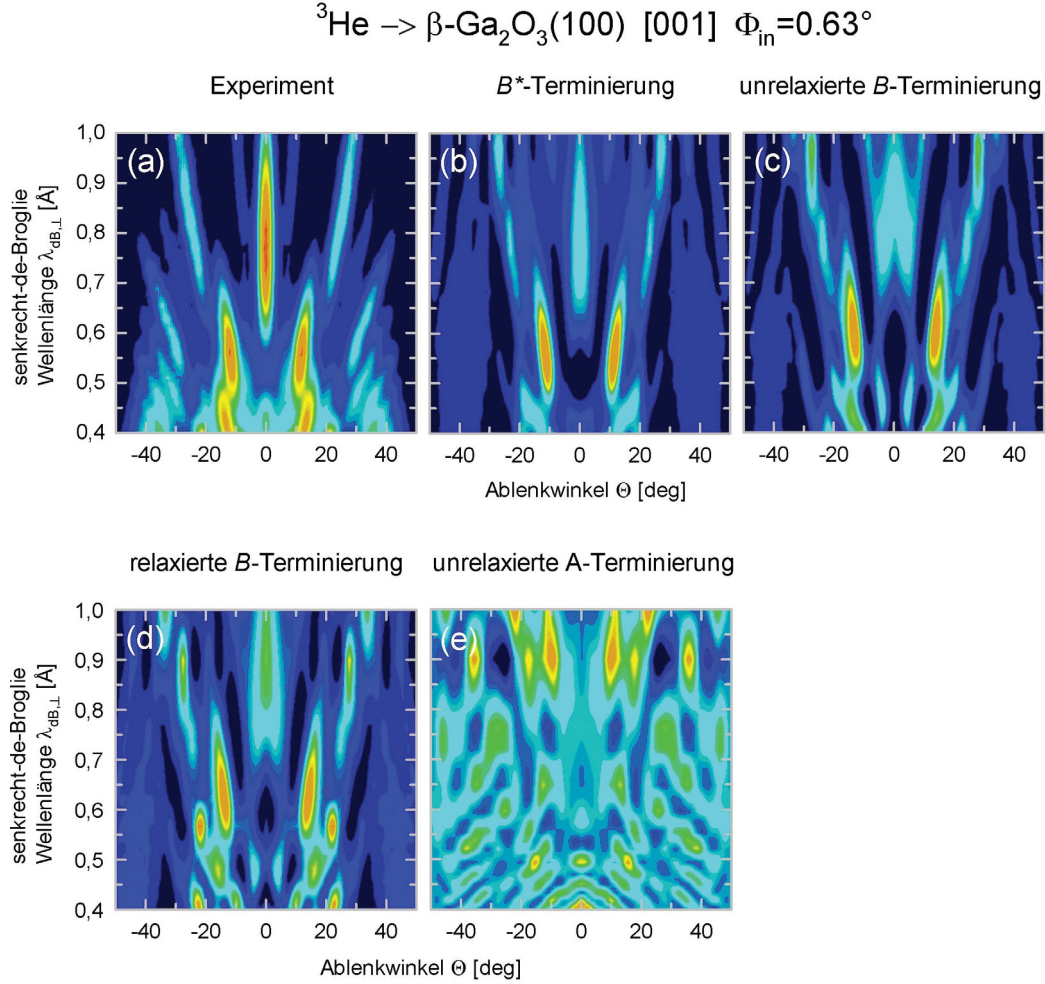 ³He –> β-Ga₂O₃(100) [001] Φ_in=0.63°
Experiment
B*-Terminierung
unrelaxierte B-Terminierung
senkrecht-de-Broglie
Wellenlänge λ_dB,⊥ [Å]
1,0
0,9
0,8
0,7
0,6
0,5
0,4
(a)
(b)
(c)
-40 -20 0 20 40
-40 -20 0 20 40
-40 -20 0 20 40
Ablenkwinkel Θ [deg]
relaxierte B-Terminierung
unrelaxierte A-Terminierung
senkrecht-de-Broglie
Wellenlänge λ_dB,⊥ [Å]
1,0
0,9
0,8
0,7
0,6
0,5
0,4
(d)
(e)
-40 -20 0 20 40
-40 -20 0 20 40
Ablenkwinkel Θ [deg]